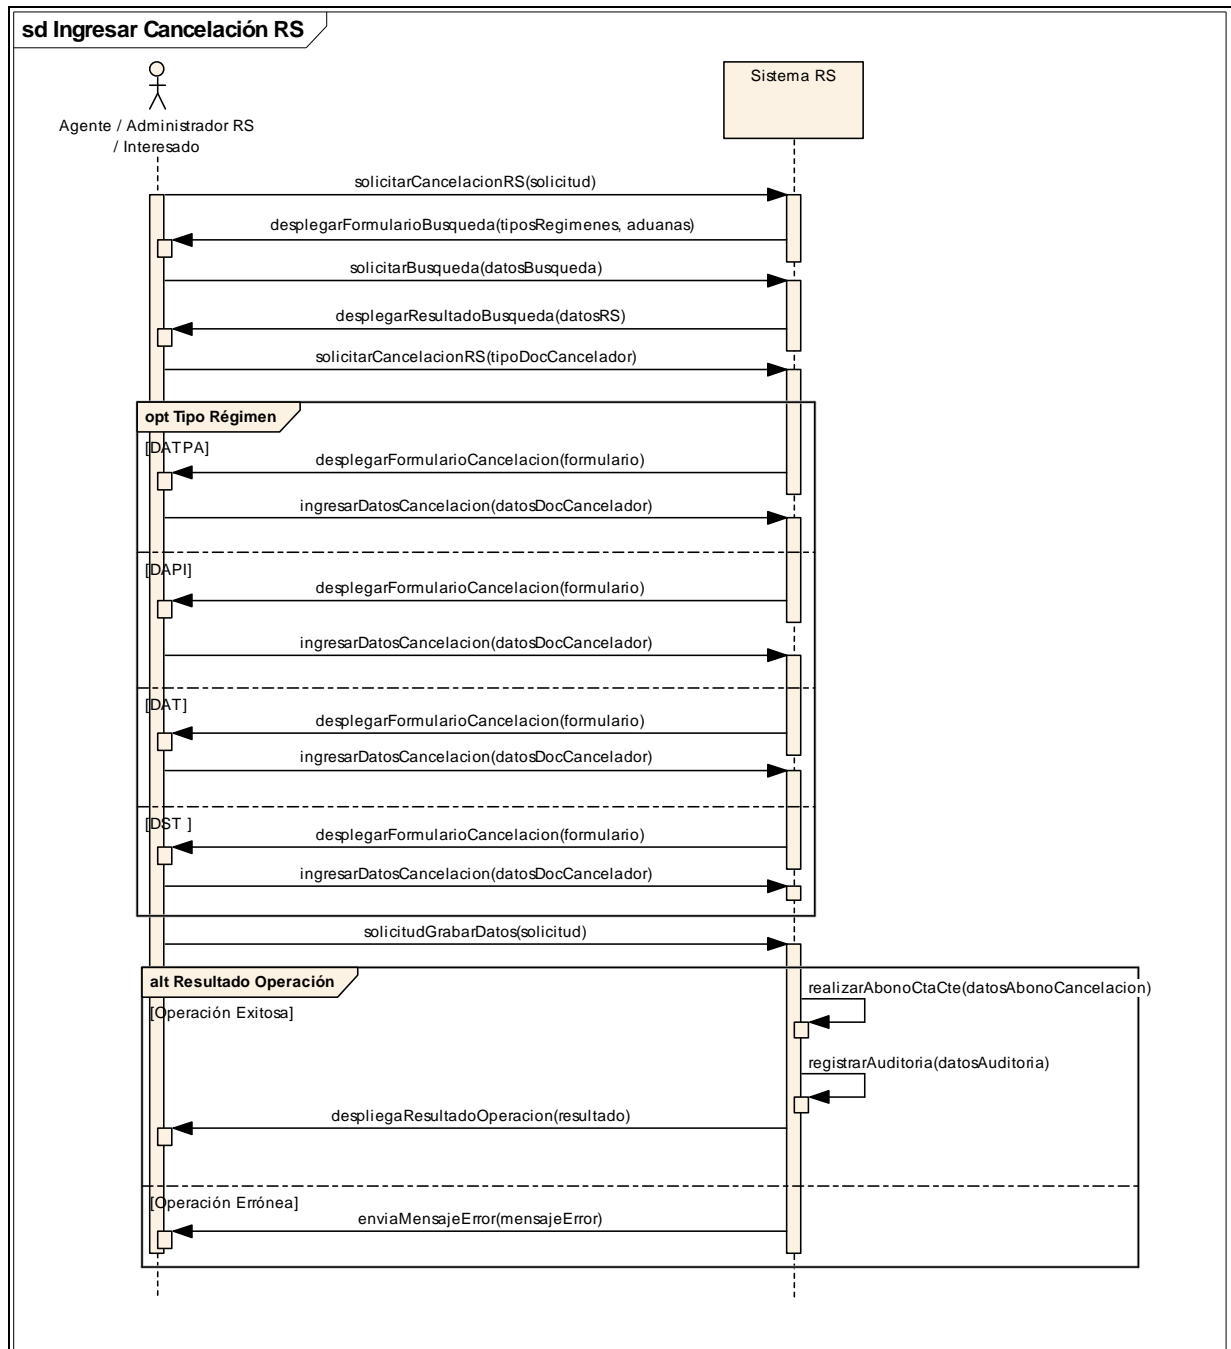 sd Ingresar Cancelación RS
Agente / Administrador RS
/ Interesado
Sistema RS
solicitarCancelacionRS(solicitud)
desplegarFormularioBusqueda(tiposRegimenes, aduanas)
solicitarBusqueda(datosBusqueda)
desplegarResultadoBusqueda(datosRS)
solicitarCancelacionRS(tipoDocCancelador)
opt Tipo Régimen
[DATPA]
desplegarFormularioCancelacion(formulario)
ingresarDatosCancelacion(datosDocCancelador)
[DAPI]
desplegarFormularioCancelacion(formulario)
ingresarDatosCancelacion(datosDocCancelador)
[DAT]
desplegarFormularioCancelacion(formulario)
ingresarDatosCancelacion(datosDocCancelador)
[DST ]
desplegarFormularioCancelacion(formulario)
ingresarDatosCancelacion(datosDocCancelador)
solicitudGrabarDatos(solicitud)
alt Resultado Operación
realizarAbonoCtaCte(datosAbonoCancelacion)
[Operación Exitosa]
registrarAuditoria(datosAuditoria)
despliegaResultadoOperacion(resultado)
[Operación Errónea]
enviaMensajeError(mensajeError)